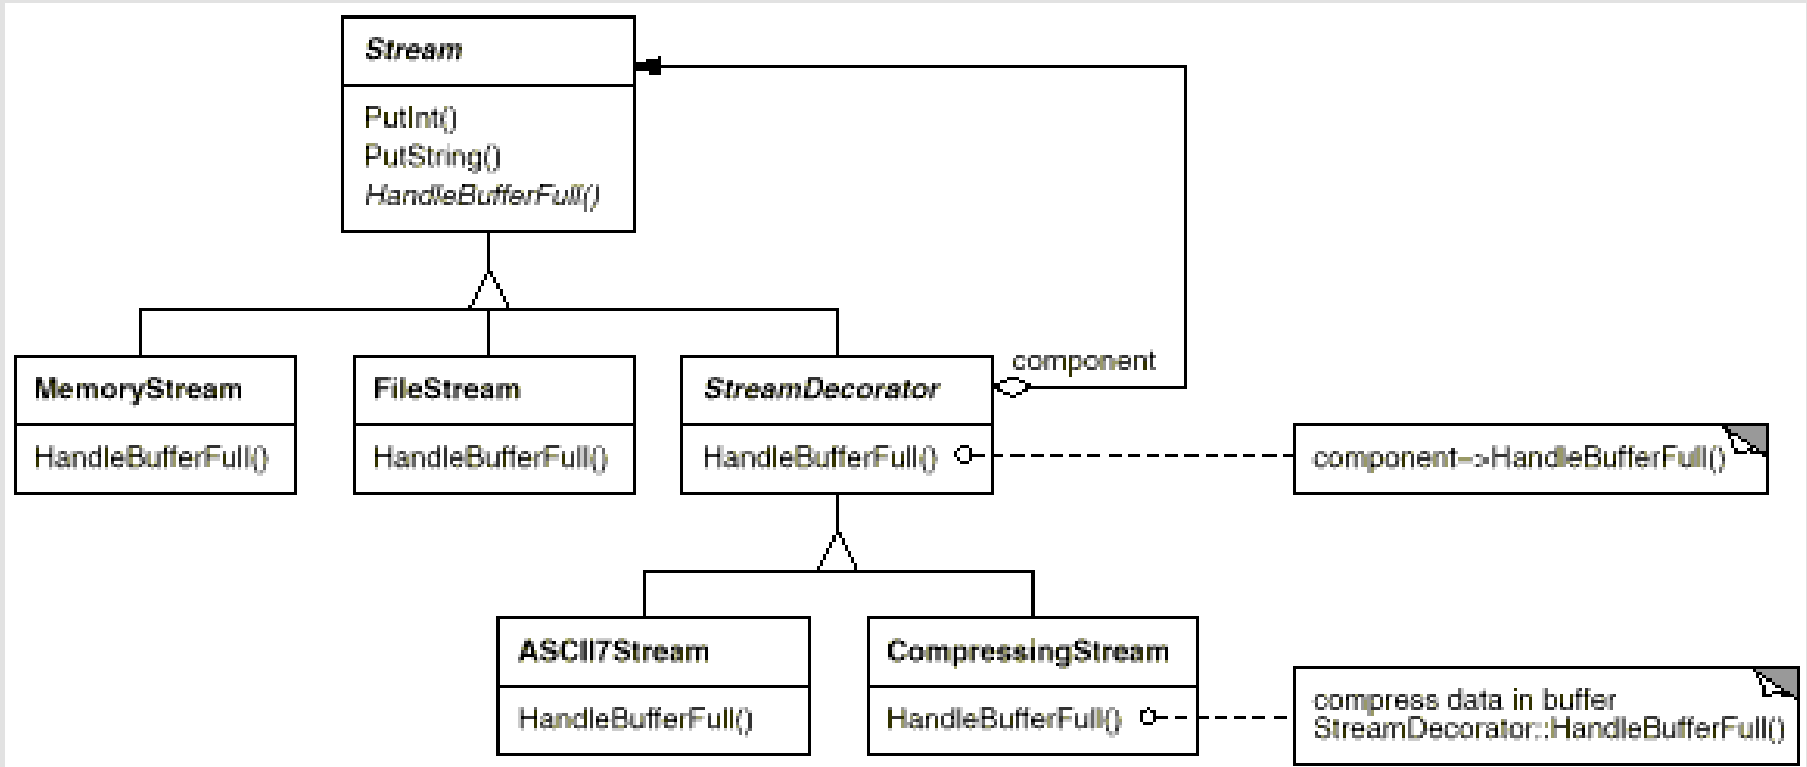 Stream
PutInt()
PutString()
HandleBufferFull()
component
MemoryStream
FileStream
StreamDecorator
HandleBufferFull()
HandleBufferFull()
HandleBufferFull()
component->HandleBufferFull()
ASCII7Stream
CompressingStream
HandleBufferFull()
HandleBufferFull()
compress data in buffer
StreamDecorator::HandleBufferFull()